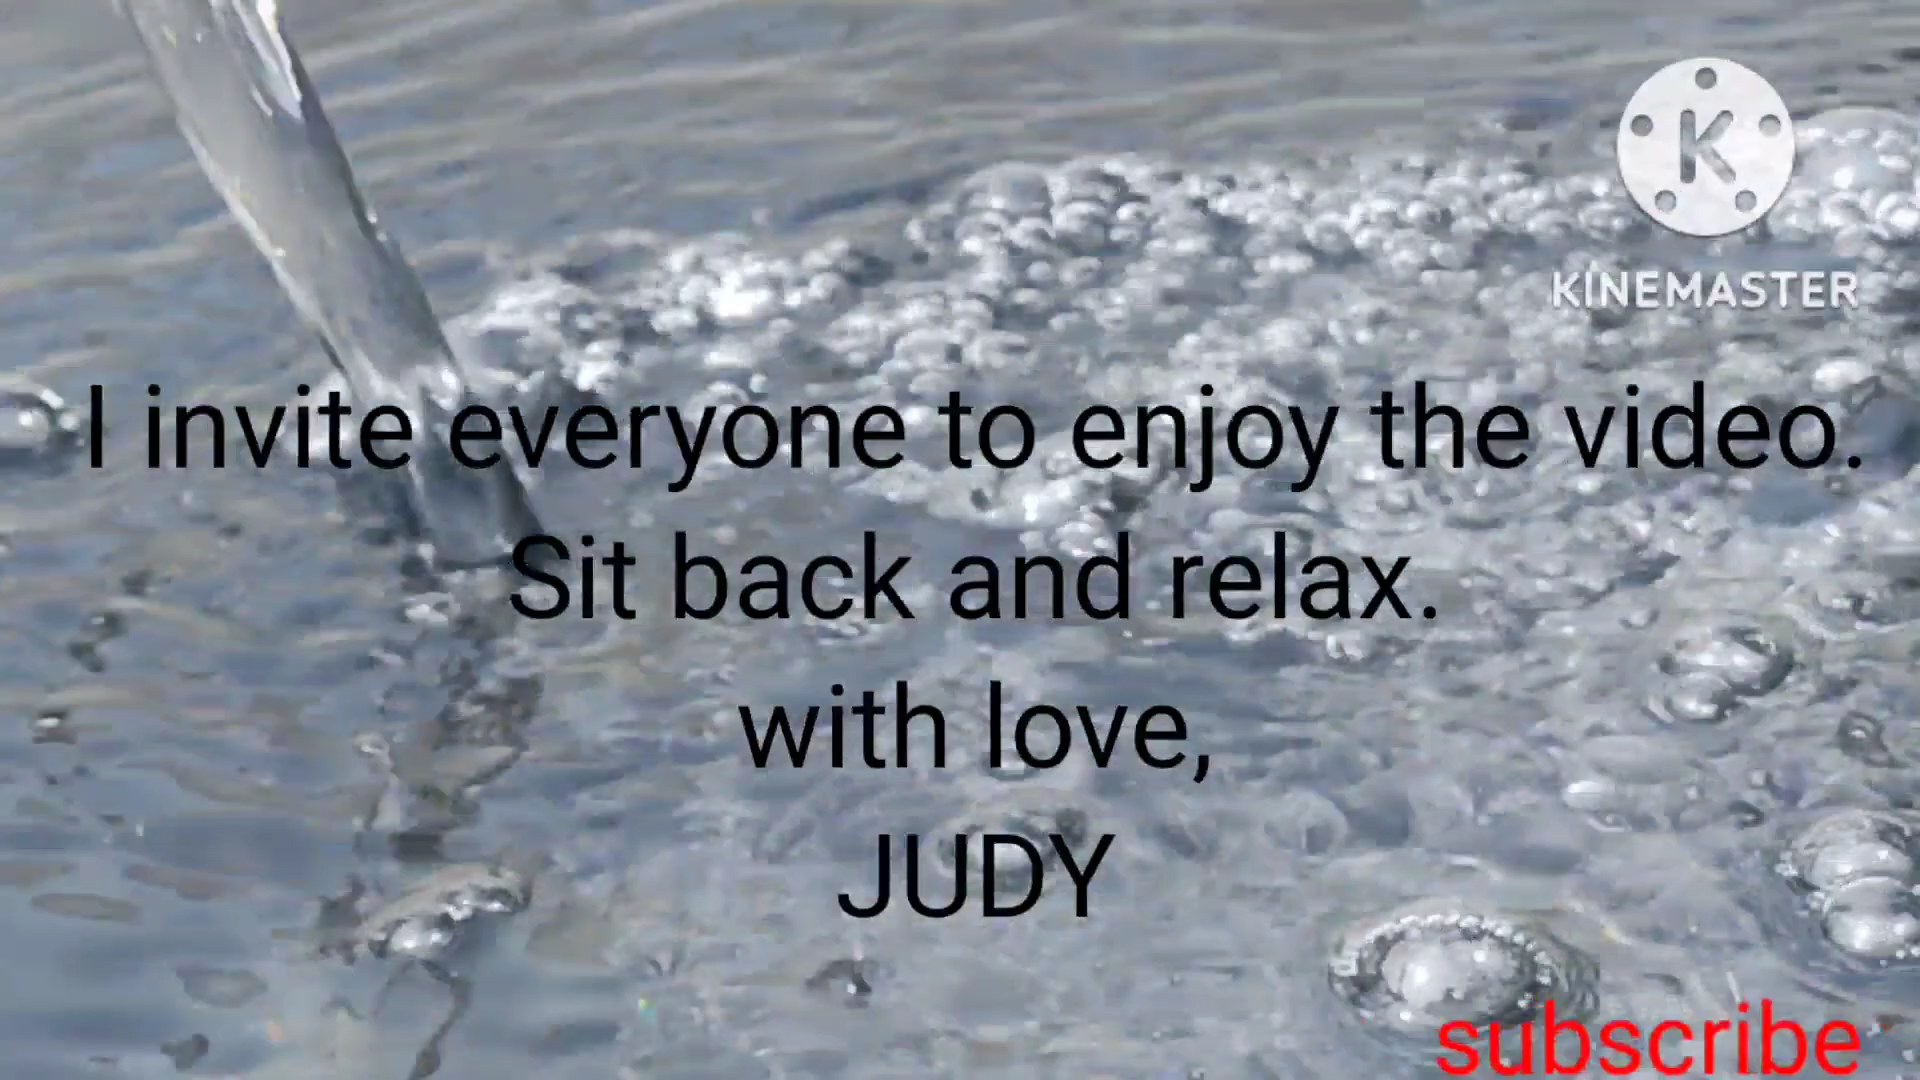 K
KINEMASTER
I invite everyone to enjoy the video.
Sit back and relax.
with love,
JUDY
subscribe